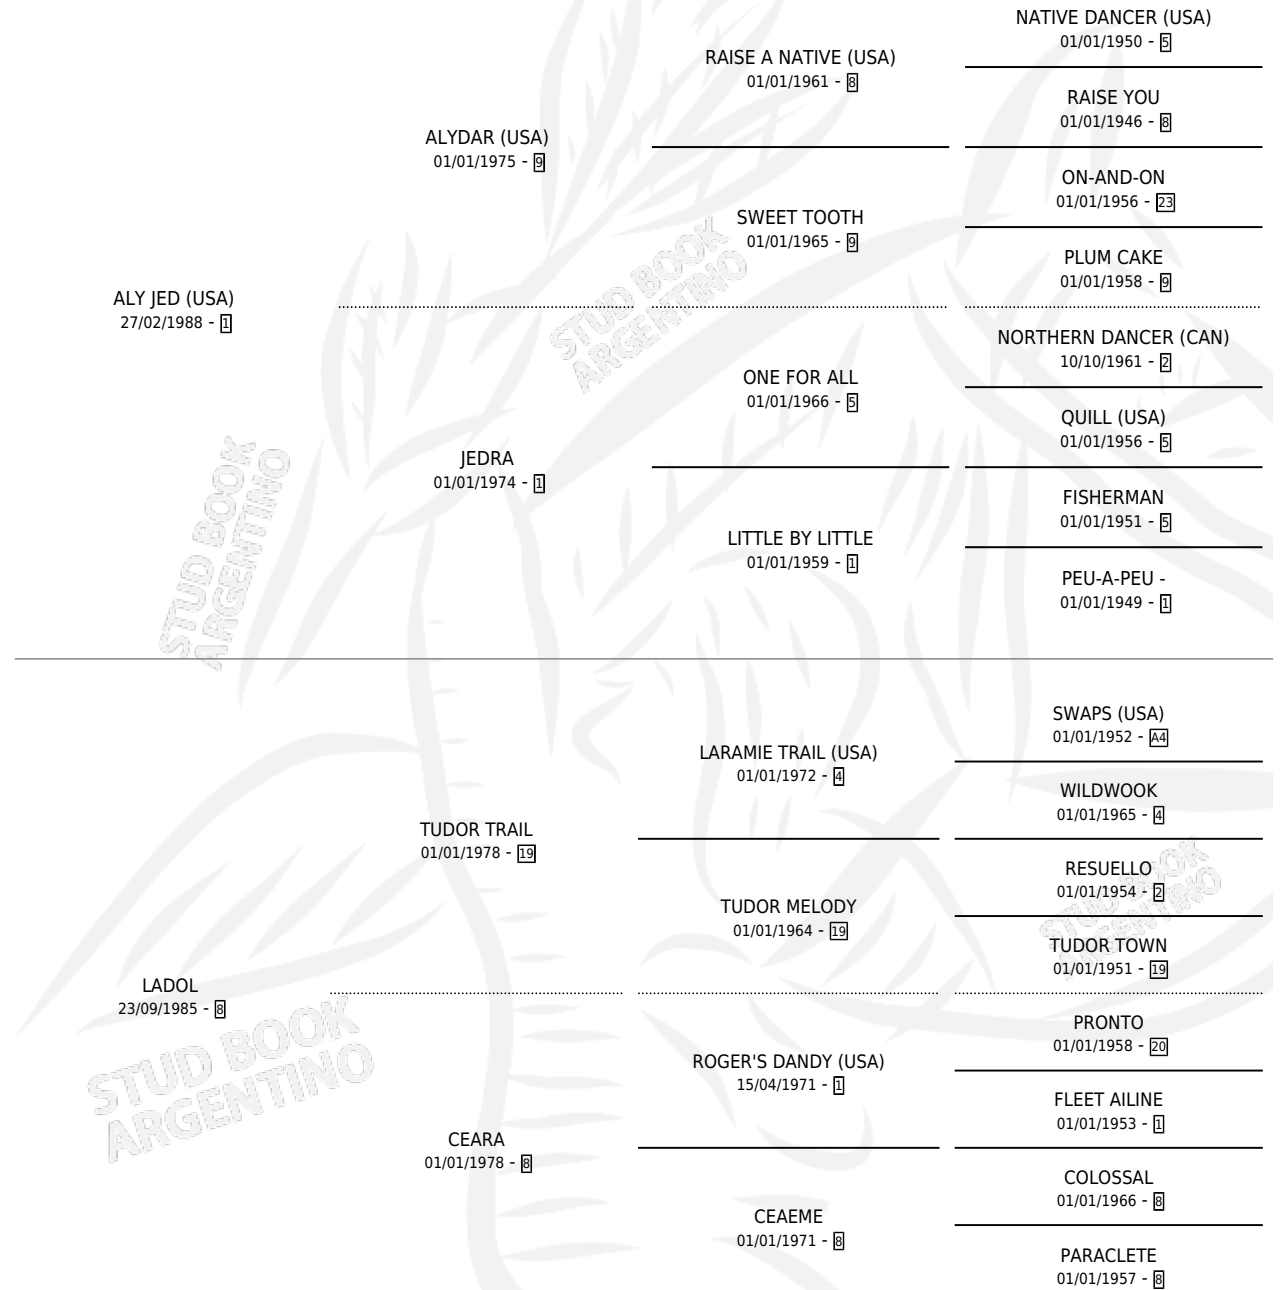 NATIVE DANCER (USA)
01/01/1950 - 5
RAISE A NATIVE (USA)
01/01/1961 - 8
RAISE YOU
01/01/1946 - 8
ALYDAR (USA)
01/01/1975 - 9
ON-AND-ON
01/01/1956 - 23
SWEET TOOTH
01/01/1965 - 9
PLUM CAKE
01/01/1958 - 9
ALY JED (USA)
27/02/1988 - 1
NORTHERN DANCER (CAN)
10/10/1961 - 2
ONE FOR ALL
01/01/1966 - 5
QUILL (USA)
01/01/1956 - 5
JEDRA
01/01/1974 - 1
FISHERMAN
01/01/1951 - 5
LITTLE BY LITTLE
01/01/1959 - 1
PEU-A-PEU -
01/01/1949 - 1
SWAPS (USA)
01/01/1952 - A4
LARAMIE TRAIL (USA)
01/01/1972 - 4
WILDWOOK
01/01/1965 - 4
TUDOR TRAIL
01/01/1978 - 19
RESUELLO
01/01/1954 - 2
TUDOR MELODY
01/01/1964 - 19
TUDOR TOWN
01/01/1951 - 19
LADOL
23/09/1985 - 8
PRONTO
01/01/1958 - 20
ROGER'S DANDY (USA)
15/04/1971 - 1
FLEET AILINE
01/01/1953 - 1
CEARA
01/01/1978 - 8
COLOSSAL
01/01/1966 - 8
CEAEME
01/01/1971 - 8
PARACLETE
01/01/1957 - 8
STUD BOOK
ARGENTINO
STUD BOOK
ARGENTINO
STUD BOOK
ARGENTINO
STUD BOOK
ARGENTINO